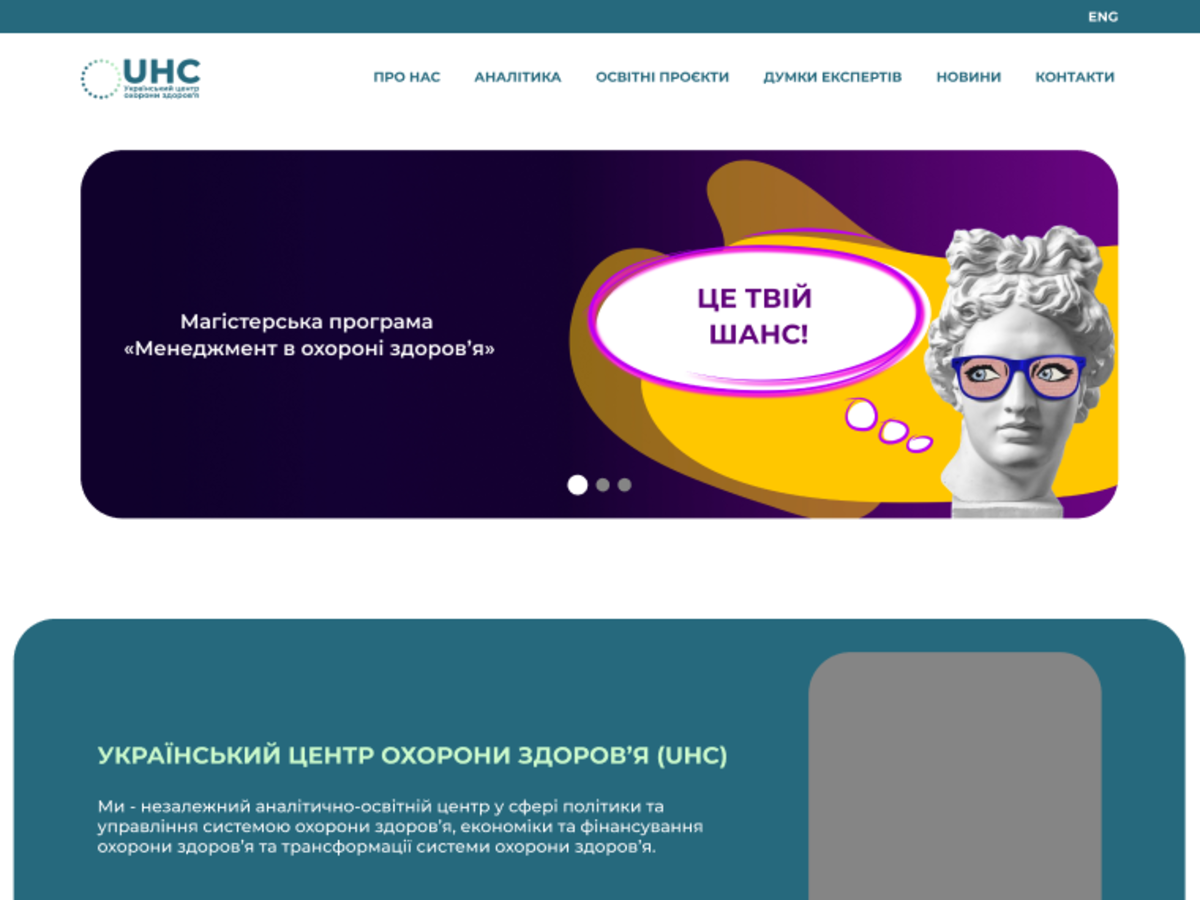 ENG
UHC
Український центр
охорони здоров'я
ПРО НАС
АНАЛІТИКА
ОСВІТНІ ПРОЄКТИ
ДУМКИ ЕКСПЕРТІВ
НОВИНИ
КОНТАКТИ
Магістерська програма
«Менеджмент в охороні здоров’я»
ЦЕ ТВІЙ
ШАНС!
УКРАЇНСЬКИЙ ЦЕНТР ОХОРОНИ ЗДОРОВ’Я (UHC)
Ми - незалежний аналітично-освітній центр у сфері політики та
управління системою охорони здоров’я, економіки та фінансування
охорони здоров’я та трансформації системи охорони здоров’я.